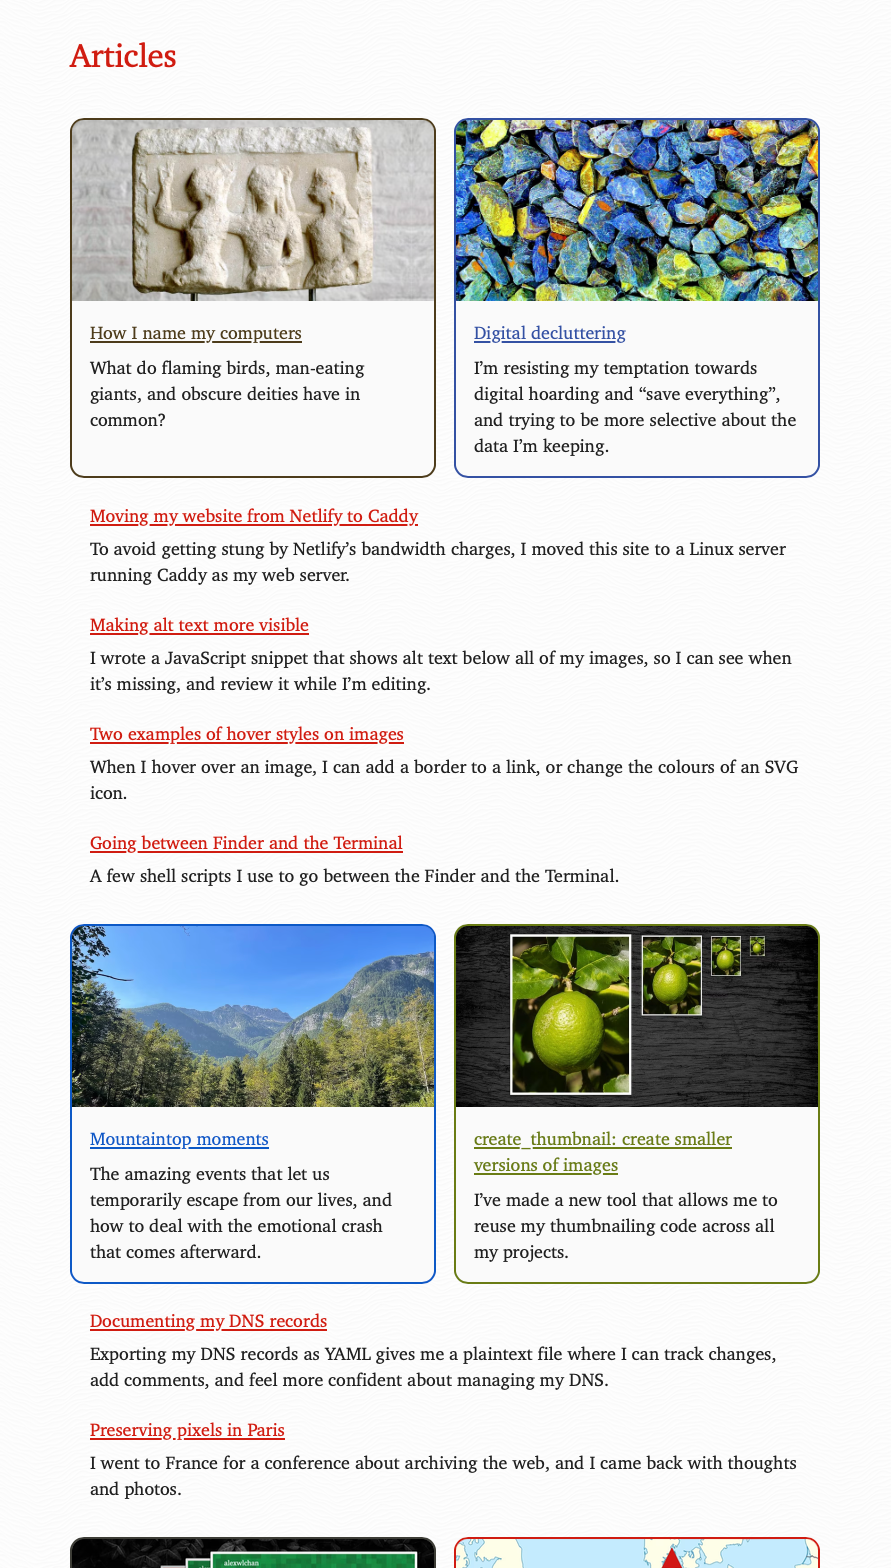 Articles
How I name my computers
What do flaming birds, man-eating
giants, and obscure deities have in
common?
Digital decluttering
I’m resisting my temptation towards
digital hoarding and “save everything”,
and trying to be more selective about the
data I’m keeping.
Moving my website from Netlify to Caddy
To avoid getting stung by Netlify’s bandwidth charges, I moved this site to a Linux server
running Caddy as my web server.
Making alt text more visible
I wrote a JavaScript snippet that shows alt text below all of my images, so I can see when
it’s missing, and review it while I’m editing.
Two examples of hover styles on images
When I hover over an image, I can add a border to a link, or change the colours of an SVG
icon.
Going between Finder and the Terminal
A few shell scripts I use to go between the Finder and the Terminal.
Mountaintop moments
The amazing events that let us
temporarily escape from our lives, and
how to deal with the emotional crash
that comes afterward.
create_thumbnail: create smaller
versions of images
I’ve made a new tool that allows me to
reuse my thumbnailing code across all
my projects.
Documenting my DNS records
Exporting my DNS records as YAML gives me a plaintext file where I can track changes,
add comments, and feel more confident about managing my DNS.
Preserving pixels in Paris
I went to France for a conference about archiving the web, and I came back with thoughts
and photos.
alexwlchan